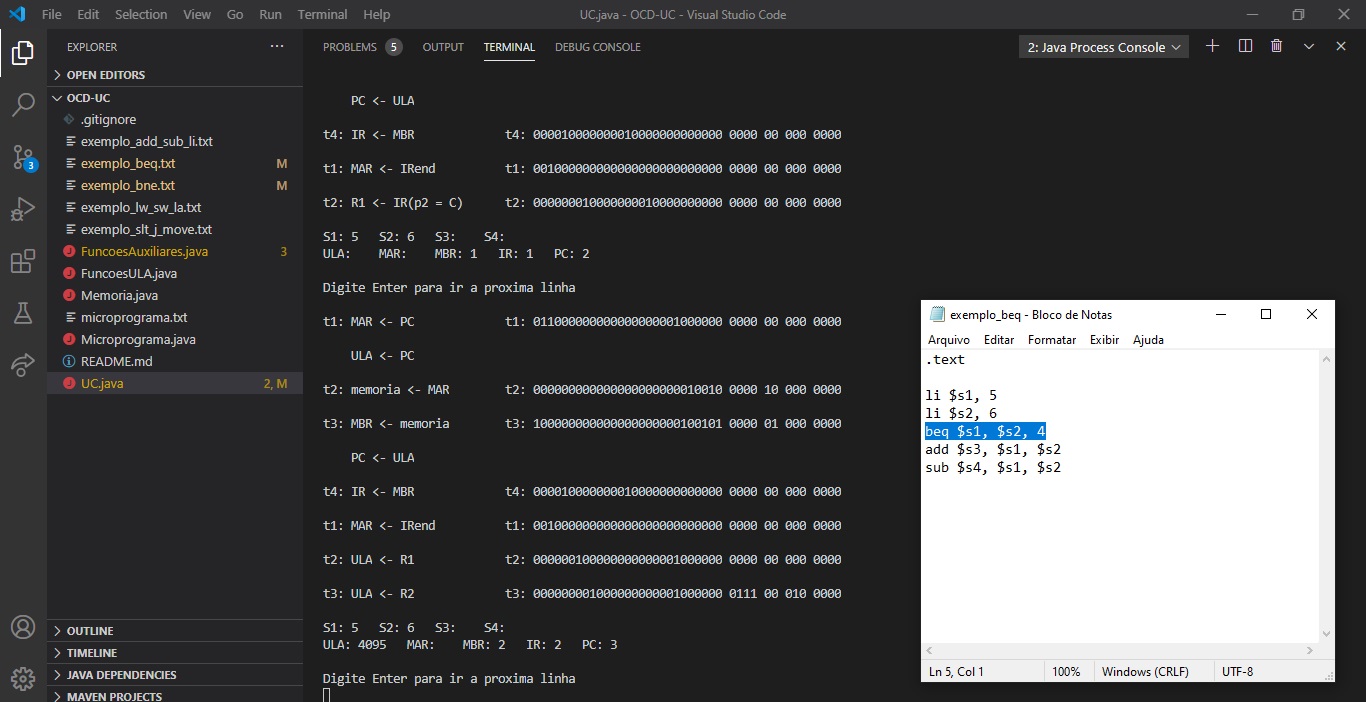 File Edit Selection View Go Run Terminal Help
UC.java - OCD-UC - Visual Studio Code
EXPLORER
OPEN EDITORS
OCD-UC
.gitignore
exemplo_add_sub_li.txt
exemplo_beq.txt M
exemplo_bne.txt M
exemplo_lw_sw_la.txt
exemplo_slt_j_move.txt
FuncoesAuxiliares.java 3
FuncoesULA.java
Memoria.java
microprograma.txt
Microprograma.java
README.md
UC.java 2, M
3
OUTLINE
TIMELINE
JAVA DEPENDENCIES
MAVEN PROJECTS
PROBLEMS 5 OUTPUT TERMINAL DEBUG CONSOLE
2: Java Process Console
PC <- ULA
t4: IR <- MBR t4: 000010000000010000000000000 0000 00 000 0000
t1: MAR <- IRend t1: 001000000000000000000000000 0000 00 000 0000
t2: R1 <- IR(p2 = C) t2: 000000010000000010000000000 0000 00 000 0000
S1: 5 S2: 6 S3: S4:
ULA: MAR: MBR: 1 IR: 1 PC: 2
Digite Enter para ir a proxima linha
t1: MAR <- PC t1: 011000000000000000001000000 0000 00 000 0000
ULA <- PC
t2: memoria <- MAR t2: 000000000000000000000010010 0000 10 000 0000
t3: MBR <- memoria t3: 100000000000000000000100101 0000 01 000 0000
PC <- ULA
t4: IR <- MBR t4: 000010000000010000000000000 0000 00 000 0000
t1: MAR <- IRend t1: 001000000000000000000000000 0000 00 000 0000
t2: ULA <- R1 t2: 000000100000000000001000000 0000 00 000 0000
t3: ULA <- R2 t3: 000000001000000000001000000 0111 00 010 0000
S1: 5 S2: 6 S3: S4:
ULA: 4095 MAR: MBR: 2 IR: 2 PC: 3
Digite Enter para ir a proxima linha
exemplo_beq - Bloco de Notas
Arquivo Editar Formatar Exibir Ajuda
.text
li $s1, 5
li $s2, 6
beq $s1, $s2, 4
add $s3, $s1, $s2
sub $s4, $s1, $s2
Ln 5, Col 1 100% Windows (CRLF) UTF-8